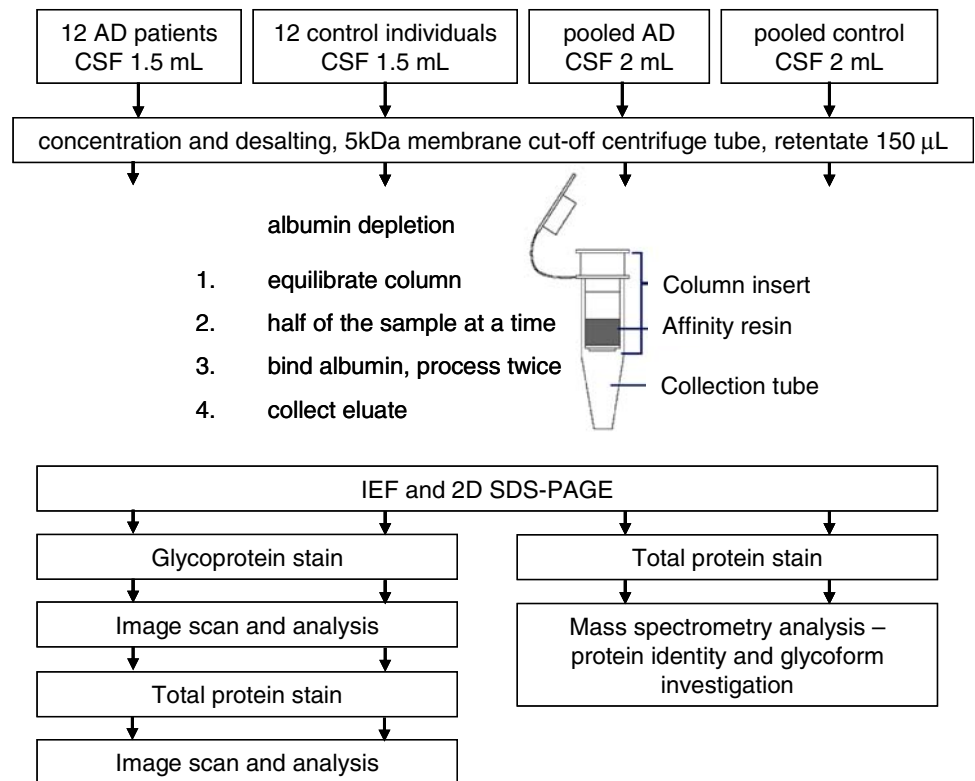 12 AD patients
CSF 1.5 mL
12 control individuals
CSF 1.5 mL
pooled AD
CSF 2 mL
pooled control
CSF 2 mL
concentration and desalting, 5kDa membrane cut-off centrifuge tube, retentate 150 μL
albumin depletion
1. equilibrate column
2. half of the sample at a time
3. bind albumin, process twice
4. collect eluate
Column insert
Affinity resin
Collection tube
IEF and 2D SDS-PAGE
Glycoprotein stain
Image scan and analysis
Total protein stain
Image scan and analysis
Total protein stain
Mass spectrometry analysis –
protein identity and glycoform
investigation